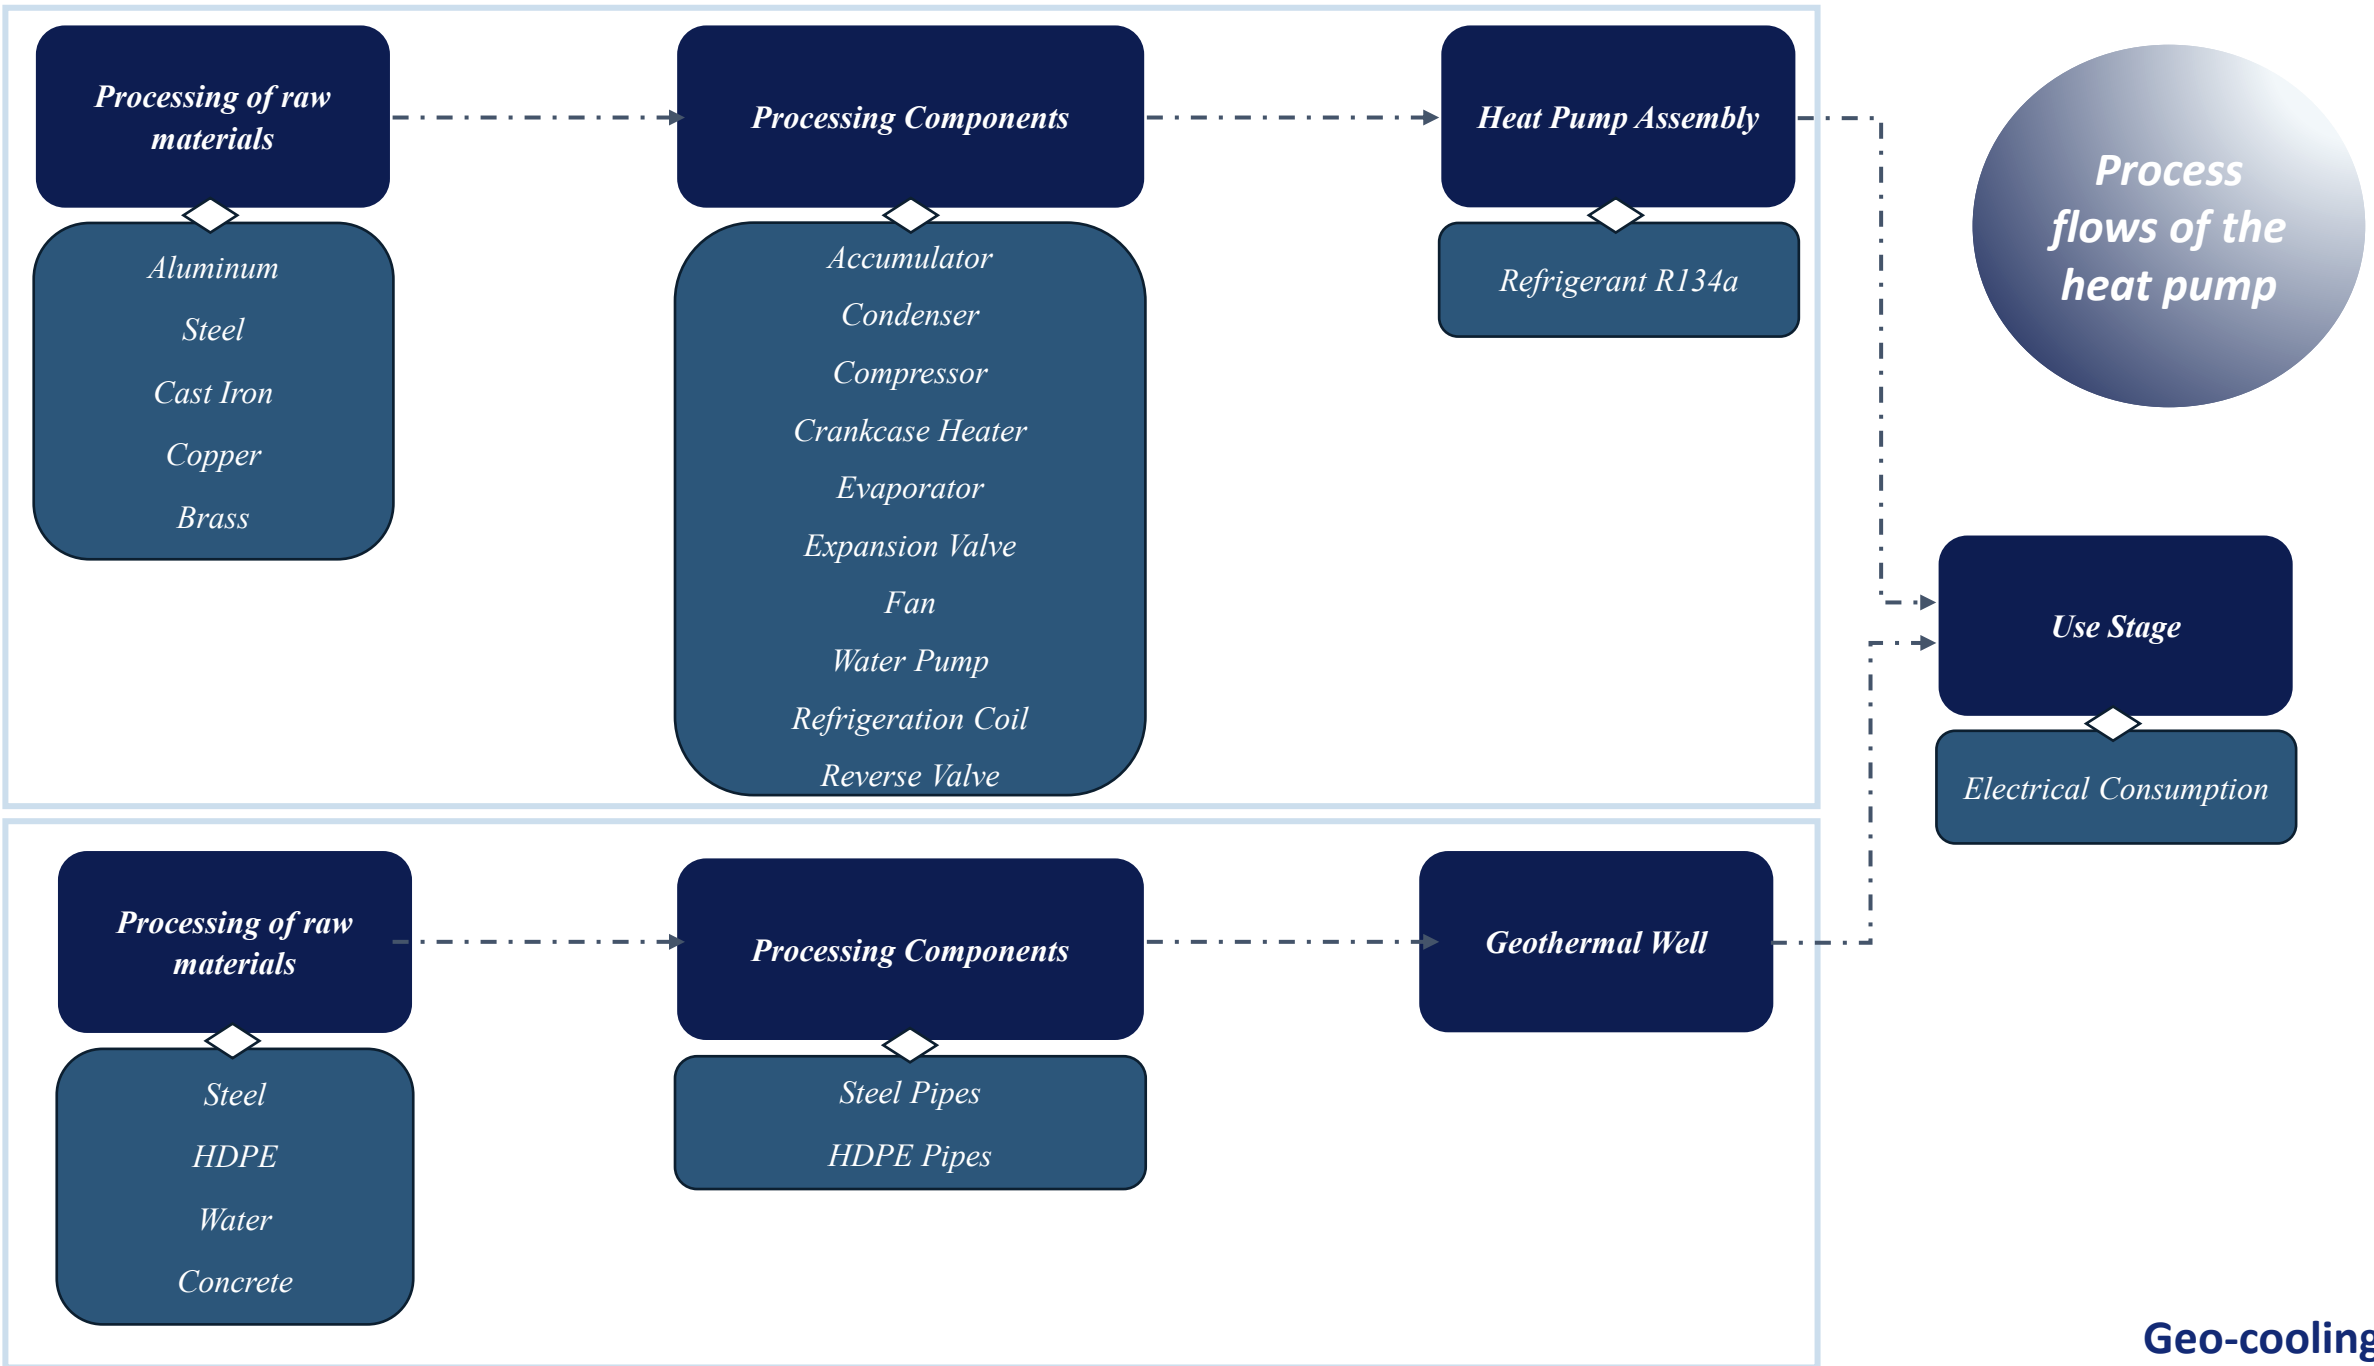 Processing of raw
materials
Aluminum
Steel
Cast Iron
Copper
Brass
Processing Components
Accumulator
Condenser
Compressor
Crankcase Heater
Evaporator
Expansion Valve
Fan
Water Pump
Refrigeration Coil
Reverse Valve
Heat Pump Assembly
Refrigerant R134a
Process
flows of the
heat pump
Use Stage
Electrical Consumption
Processing of raw
materials
Steel
HDPE
Water
Concrete
Processing Components
Steel Pipes
HDPE Pipes
Geothermal Well
Geo-cooling